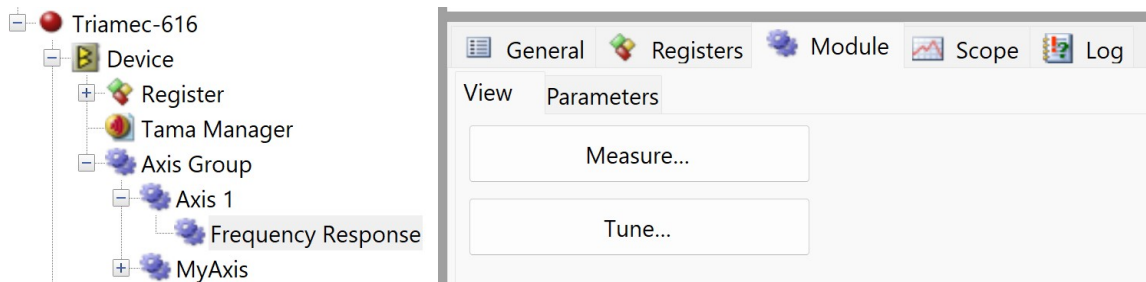 Triamec-616
Device
Register
Tama Manager
Axis Group
Axis 1
Frequency Response
MyAxis
General Registers Module Scope Log
View Parameters
Measure...
Tune...